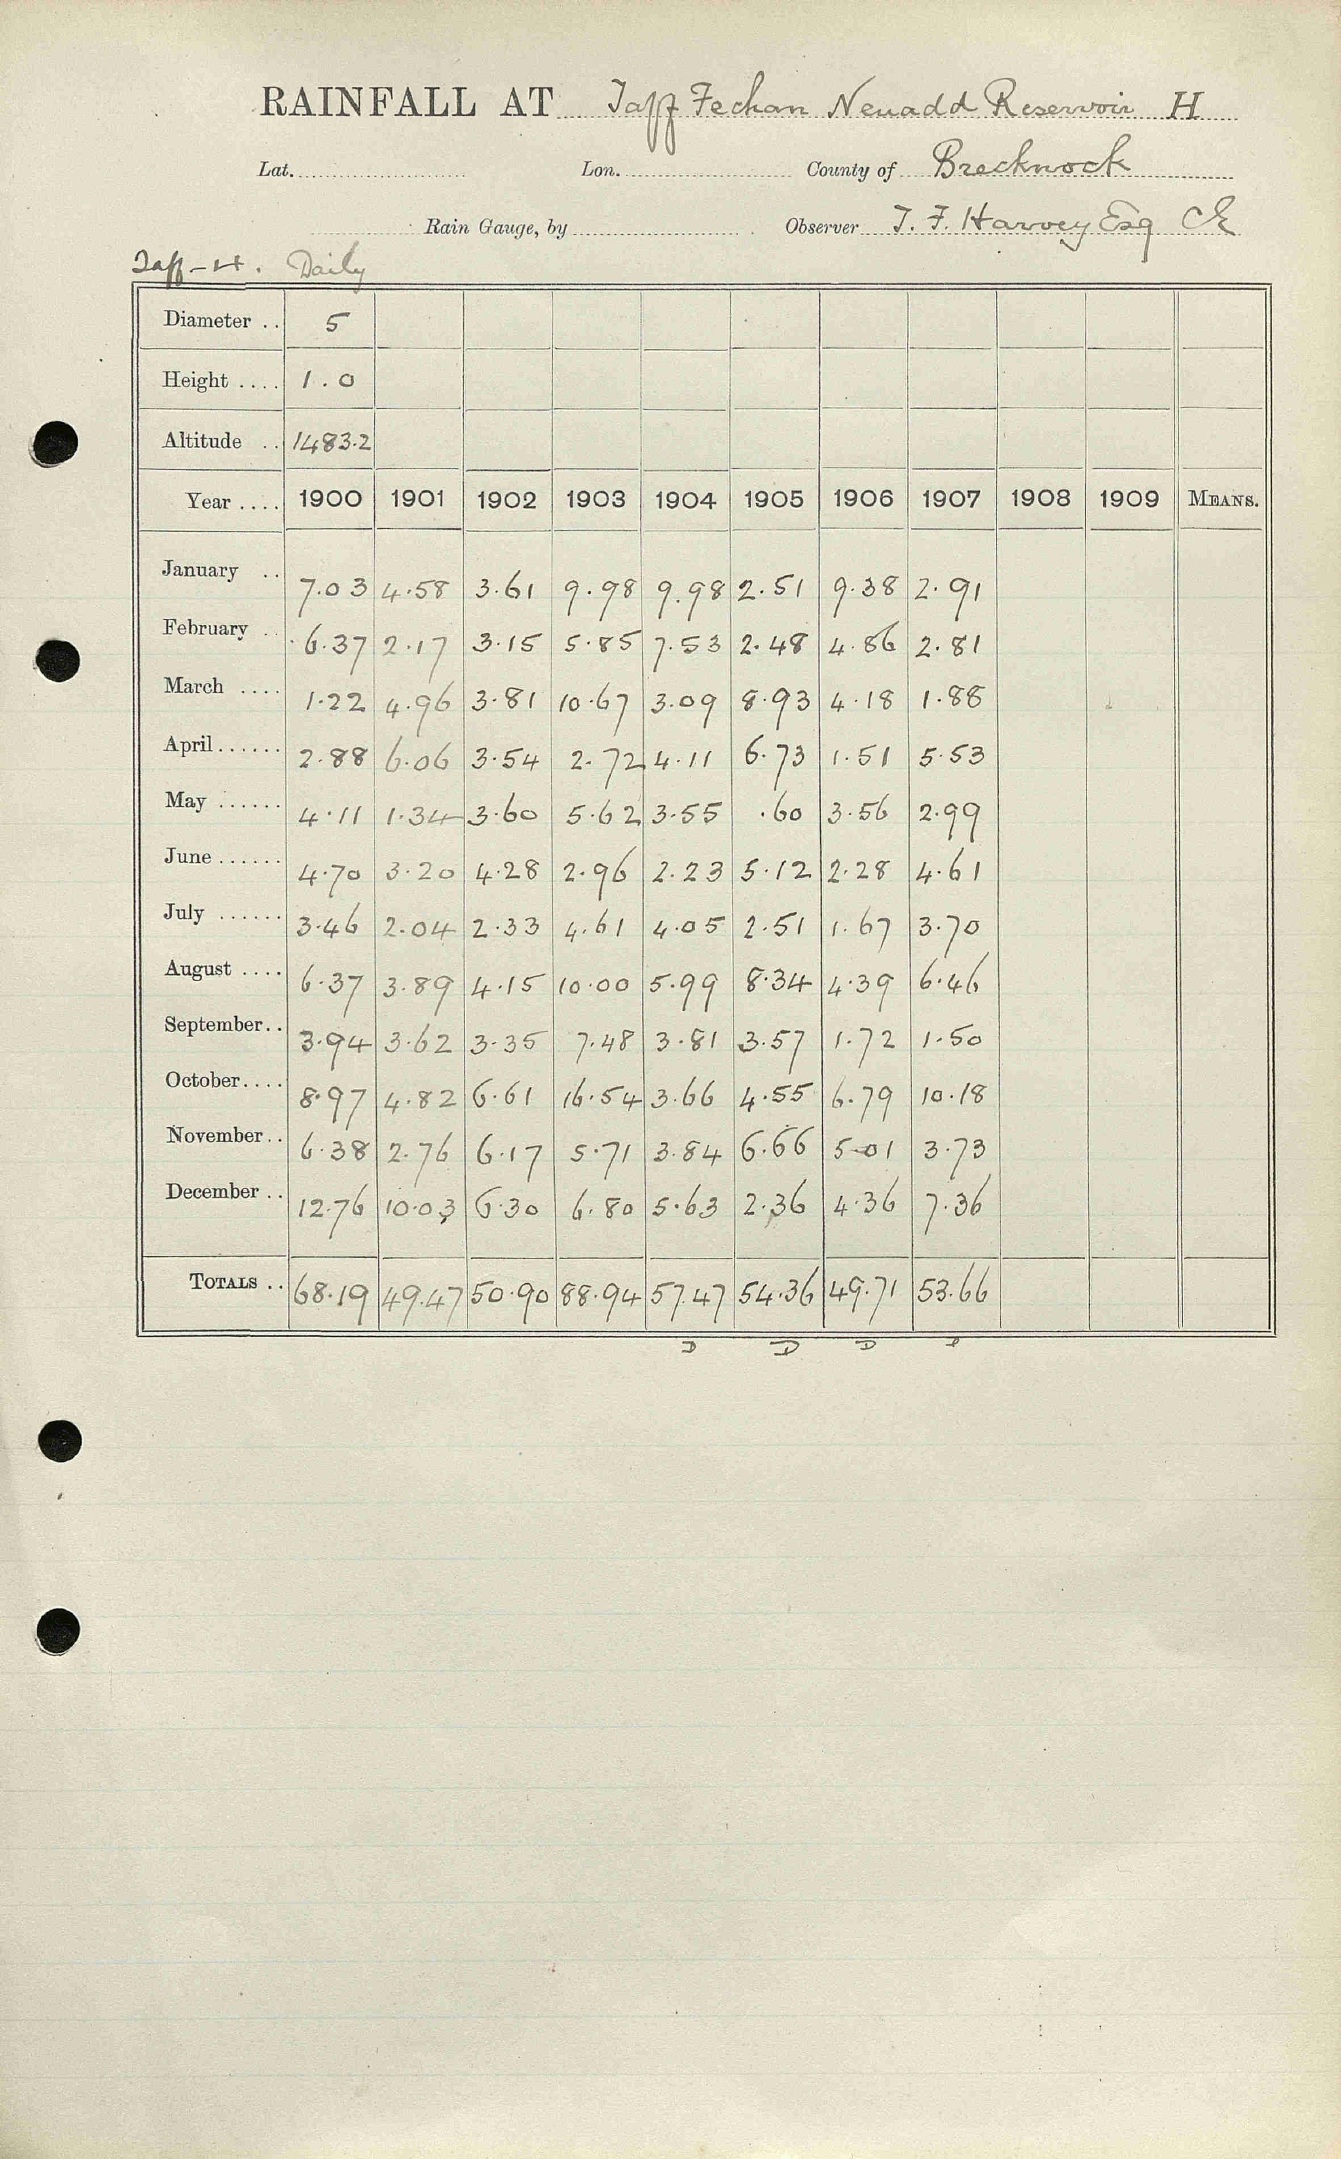 RAINFALL AT Taff Fechan Neuadd Reservoir H
Lat. Lon. County of Brecknock
Rain Gauge, by Observer T. F. Harvey Esq CE
Taff-H. Daily
Diameter .. 5
Height .... 1.0
Altitude .. 1483.2
Year .... 1900 1901 1902 1903 1904 1905 1906 1907 1908 1909 MEANS.
January .. 7.03 4.58 3.61 9.98 9.98 2.51 9.38 2.91
February .. 6.37 2.17 3.15 5.85 7.53 2.48 4.86 2.81
March .... 1.22 4.96 3.81 10.67 3.09 8.93 4.18 1.88
April ...... 2.88 6.06 3.54 2.72 4.11 6.73 1.51 5.53
May ...... 4.11 1.34 3.60 5.62 3.55 .60 3.56 2.99
June ...... 4.70 3.20 4.28 2.96 2.23 5.12 2.28 4.61
July ...... 3.46 2.04 2.33 4.61 4.05 2.51 1.67 3.70
August .... 6.37 3.89 4.15 10.00 5.99 8.34 4.39 6.46
September.. 3.94 3.62 3.35 7.48 3.81 3.57 1.72 1.50
October.... 8.97 4.82 6.61 16.54 3.66 4.55 6.79 10.18
November.. 6.38 2.76 6.17 5.71 3.84 6.66 5.01 3.73
December .. 12.76 10.03 6.30 6.80 5.63 2.36 4.36 7.36
TOTALS .. 68.19 49.47 50.90 88.94 57.47 54.36 49.71 53.66
D D D D